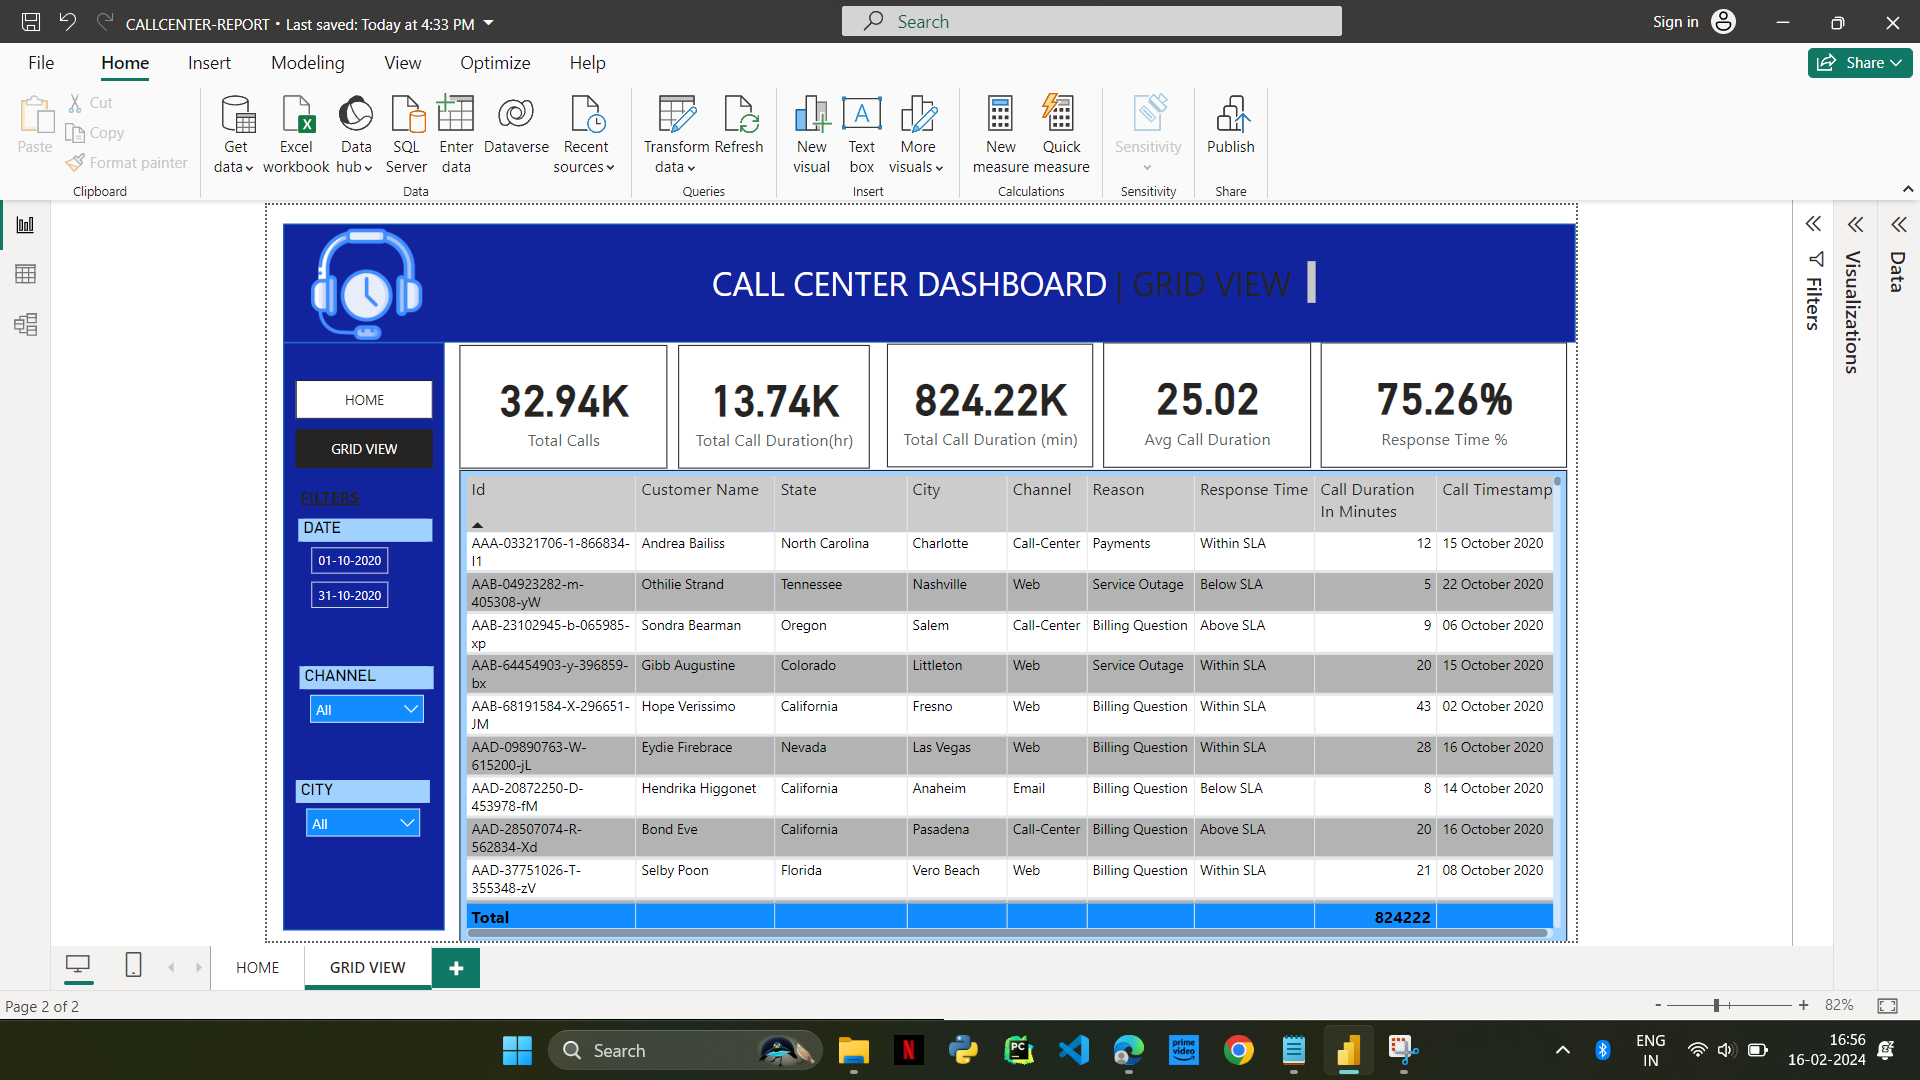 CALLCENTER-REPORT • Last saved: Today at 4:33 PM
Search
Sign in
File Home Insert Modeling View Optimize Help
Share
Paste
Cut
Copy
Format painter
Clipboard
Get data
Excel workbook
Data hub
SQL Server
Enter data
Dataverse
Recent sources
Data
Transform data
Refresh
Queries
New visual
Text box
More visuals
Insert
New measure
Quick measure
Calculations
Sensitivity
Sensitivity
Publish
Share
CALL CENTER DASHBOARD | GRID VIEW
HOME
GRID VIEW
FILTERS
DATE
01-10-2020
31-10-2020
CHANNEL
All
CITY
All
32.94K
Total Calls
13.74K
Total Call Duration(hr)
824.22K
Total Call Duration (min)
25.02
Avg Call Duration
75.26%
Response Time %
Id Customer Name State City Channel Reason Response Time Call Duration In Minutes Call Timestamp
AAA-03321706-1-866834-I1 Andrea Bailiss North Carolina Charlotte Call-Center Payments Within SLA 12 15 October 2020
AAB-04923282-m-405308-yW Othilie Strand Tennessee Nashville Web Service Outage Below SLA 5 22 October 2020
AAB-23102945-b-065985-xp Sondra Bearman Oregon Salem Call-Center Billing Question Above SLA 9 06 October 2020
AAB-64454903-y-396859-bx Gibb Augustine Colorado Littleton Web Service Outage Within SLA 20 15 October 2020
AAB-68191584-X-296651-JM Hope Verissimo California Fresno Web Billing Question Within SLA 43 02 October 2020
AAD-09890763-W-615200-jL Eydie Firebrace Nevada Las Vegas Web Billing Question Within SLA 28 16 October 2020
AAD-20872250-D-453978-fM Hendrika Higgonet California Anaheim Email Billing Question Below SLA 8 14 October 2020
AAD-28507074-R-562834-Xd Bond Eve California Pasadena Call-Center Billing Question Above SLA 20 16 October 2020
AAD-37751026-T-355348-zV Selby Poon Florida Vero Beach Web Billing Question Within SLA 21 08 October 2020
Total 824222
Filters
Visualizations
Data
HOME GRID VIEW
Page 2 of 2
- + 82%
Search
N
PC
prime video
ENG
IN
16:56
16-02-2024